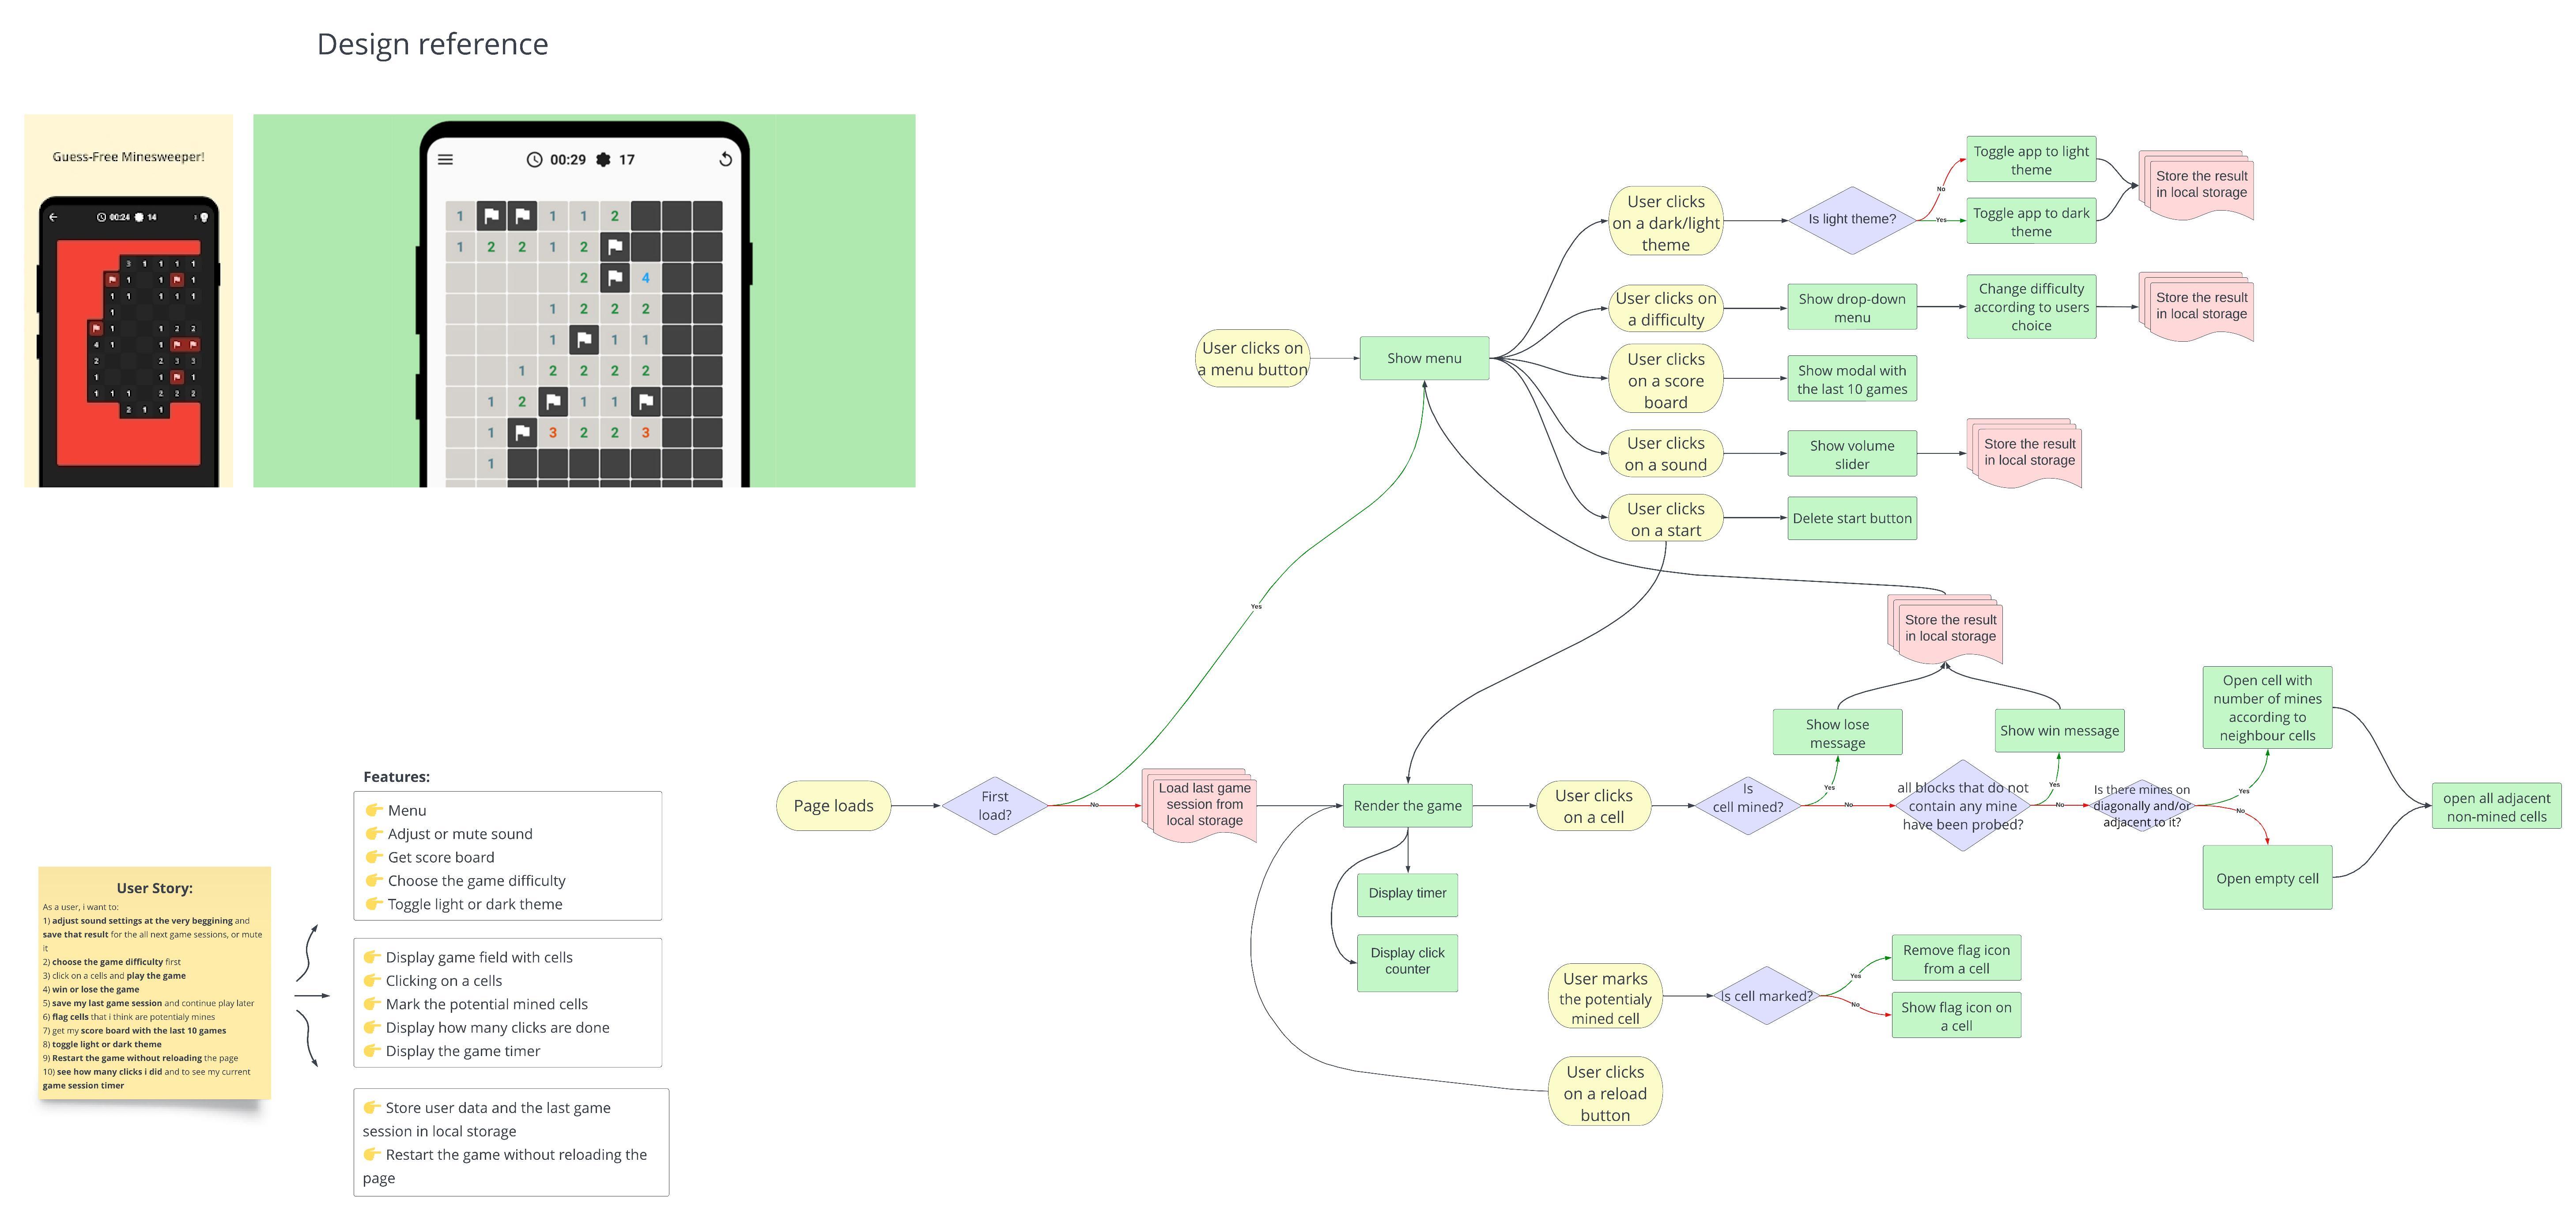 Design reference
Guess-Free Minesweeper!
00:24 14
3 1 1 1 1
1 1 1
1 1 1 1 1
1
1 1 2 2
4 1 1
2 2 3 3
1 1 1
1 1 1 2 2 2
2 1 1
00:29 17
1 1 1 2
1 2 2 1 2
2 4
1 2 2 2
1 1 1
1 2 2 2 2
1 2 1 1
1 3 2 2 3
1
User clicks on
a menu button
Show menu
User clicks
on a dark/light
theme
Is light theme?
No
Yes
Toggle app to light
theme
Toggle app to dark
theme
Store the result
in local storage
User clicks on
a difficulty
Show drop-down
menu
Change difficulty
according to users
choice
Store the result
in local storage
User clicks
on a score
board
Show modal with
the last 10 games
User clicks
on a sound
Show volume
slider
Store the result
in local storage
User clicks
on a start
Delete start button
Yes
Store the result
in local storage
Page loads
First
load?
No
Load last game
session from
local storage
Render the game
Display timer
Display click
counter
User clicks
on a cell
Is
cell mined?
Yes
No
Show lose
message
all blocks that do not
contain any mine
have been probed?
Yes
No
Show win message
Is there mines on
diagonally and/or
adjacent to it?
Yes
No
Open cell with
number of mines
according to
neighbour cells
Open empty cell
open all adjacent
non-mined cells
User marks
the potentialy
mined cell
Is cell marked?
Yes
No
Remove flag icon
from a cell
Show flag icon on
a cell
User clicks
on a reload
button
User Story:
As a user, i want to:
1) adjust sound settings at the very beggining and
save that result for the all next game sessions, or mute
it
2) choose the game difficulty first
3) click on a cells and play the game
4) win or lose the game
5) save my last game session and continue play later
6) flag cells that i think are potentialy mines
7) get my score board with the last 10 games
8) toggle light or dark theme
9) Restart the game without reloading the page
10) see how many clicks i did and to see my current
game session timer
Features:
Menu
Adjust or mute sound
Get score board
Choose the game difficulty
Toggle light or dark theme
Display game field with cells
Clicking on a cells
Mark the potential mined cells
Display how many clicks are done
Display the game timer
Store user data and the last game
session in local storage
Restart the game without reloading the
page